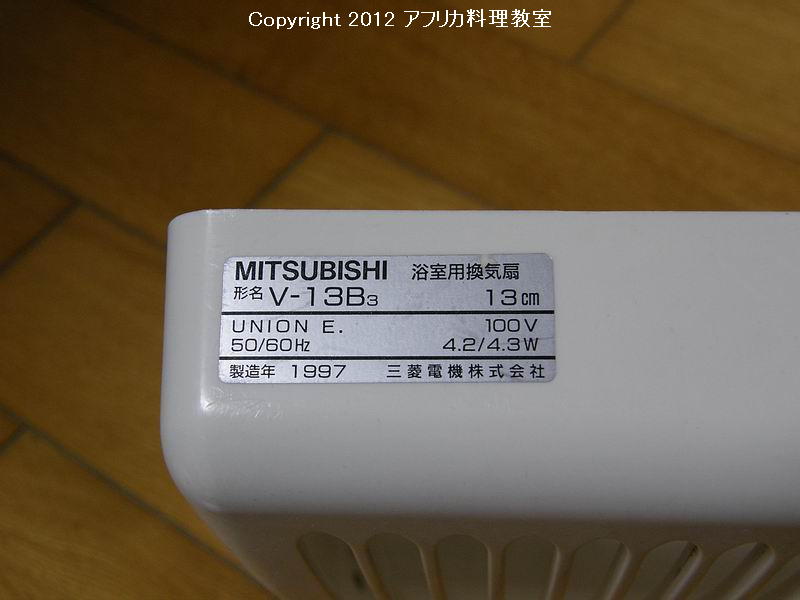 Copyright 2012 アフリカ料理教室
MITSUBISHI 浴室用換気扇
形名 V-13B₃ 13cm
UNION E. 100V
50/60Hz 4.2/4.3W
製造年 1997 三菱電機株式会社